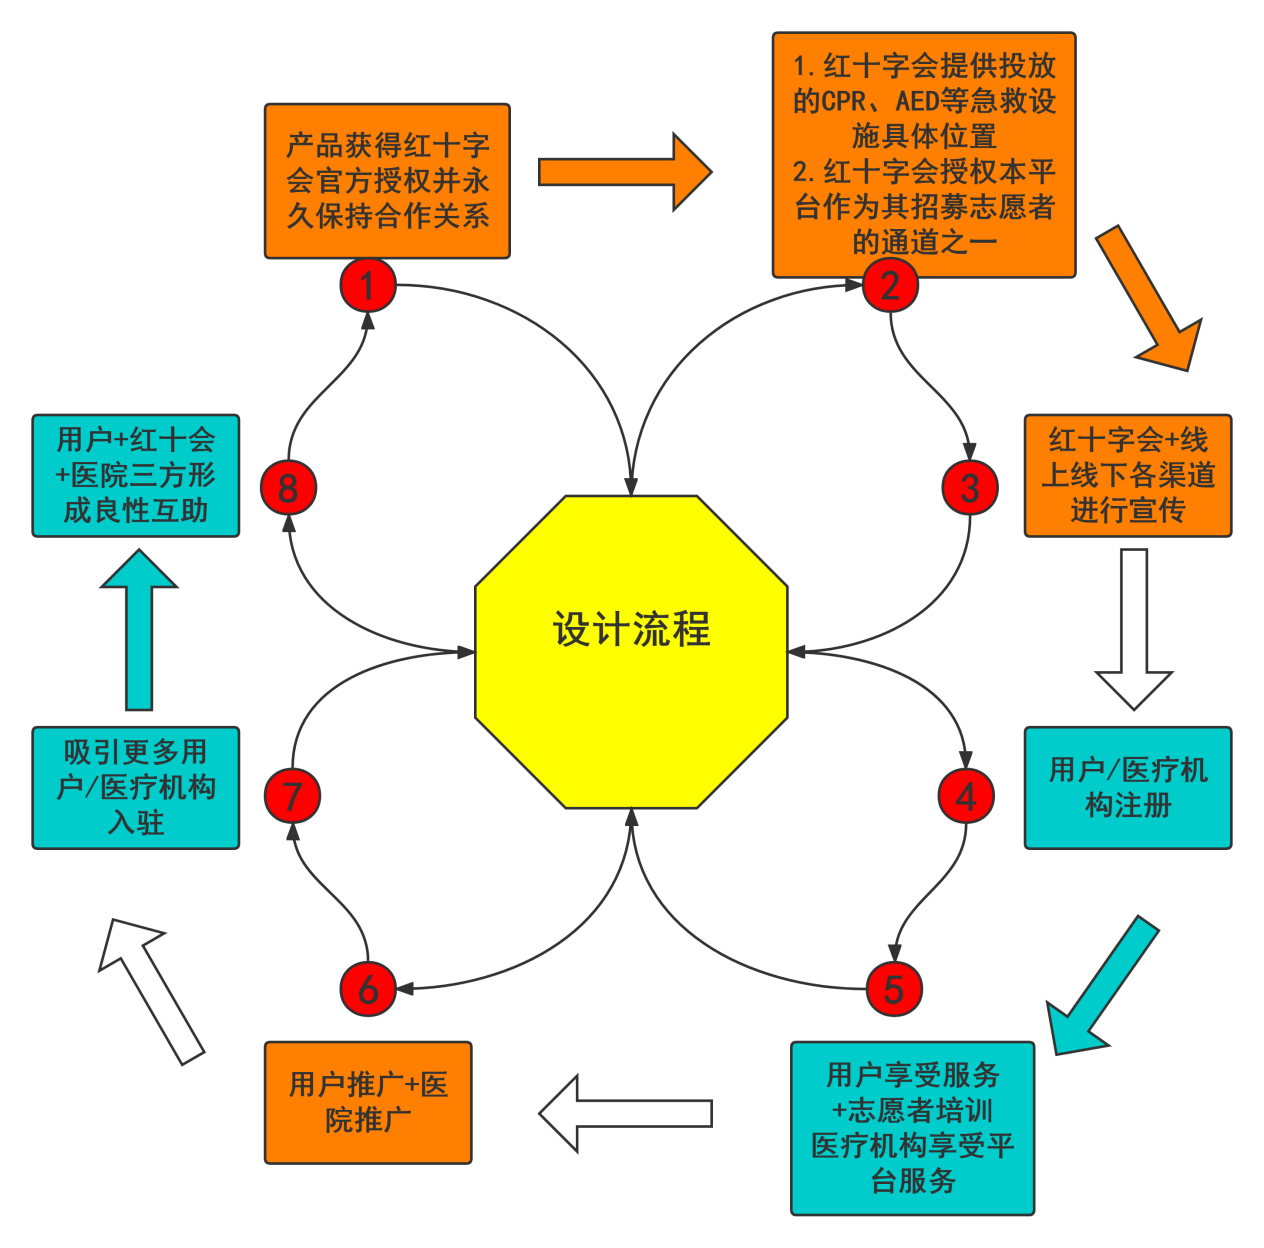 产品获得红十字
会官方授权并永
久保持合作关系
1
1.红十字会提供投放
的CPR、AED等急救设
施具体位置
2.红十字会授权本平
台作为其招募志愿者
的通道之一
2
红十字会+线
上线下各渠道
进行宣传
3
用户/医疗机
构注册
4
用户享受服务
+志愿者培训
医疗机构享受平
台服务
5
用户推广+医
院推广
6
吸引更多用
户/医疗机构
入驻
7
用户+红十会
+医院三方形
成良性互助
8
设计流程